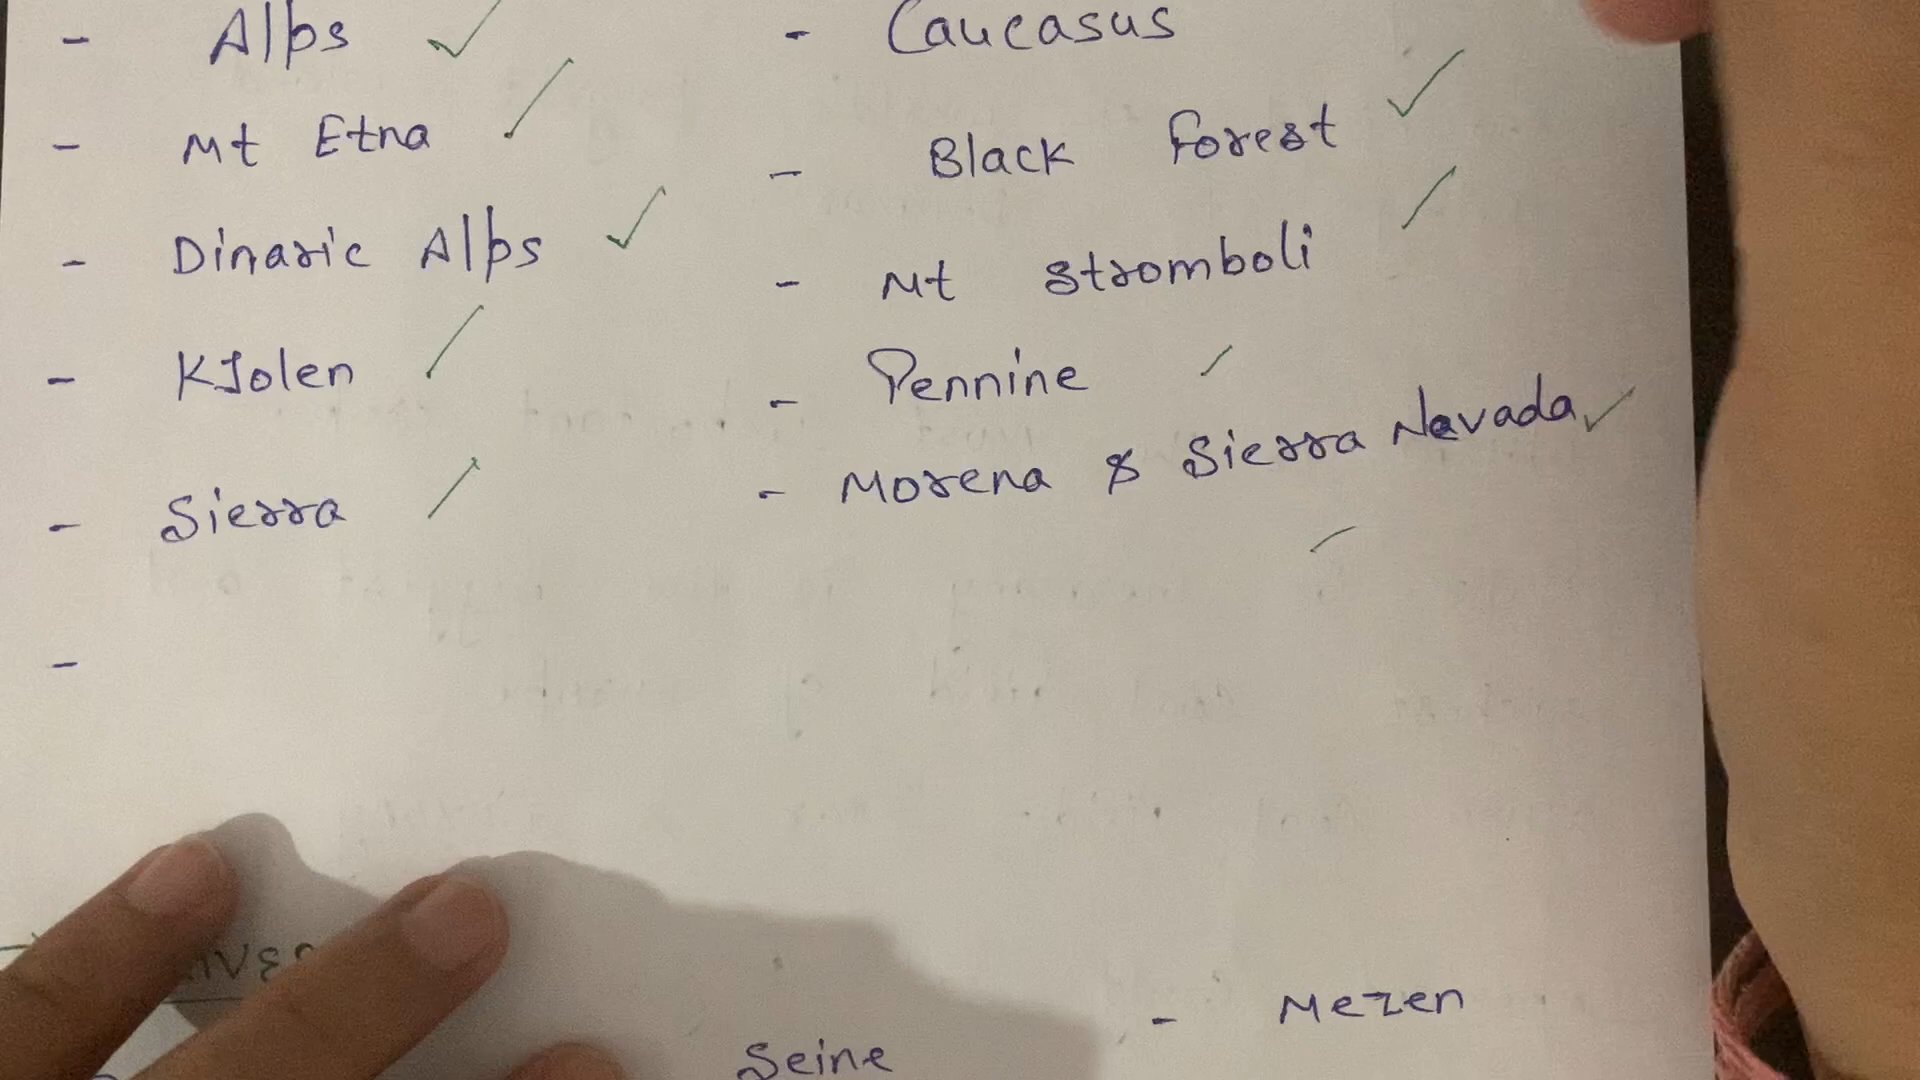 - Alps
- Mt Etna
- Dinaric Alps
- KJolen
- Sierra
-
- Caucasus
- Black Forest
- Mt Stromboli
- Pennine
- Morena & Sierra Nevada
Seine
- Mezen